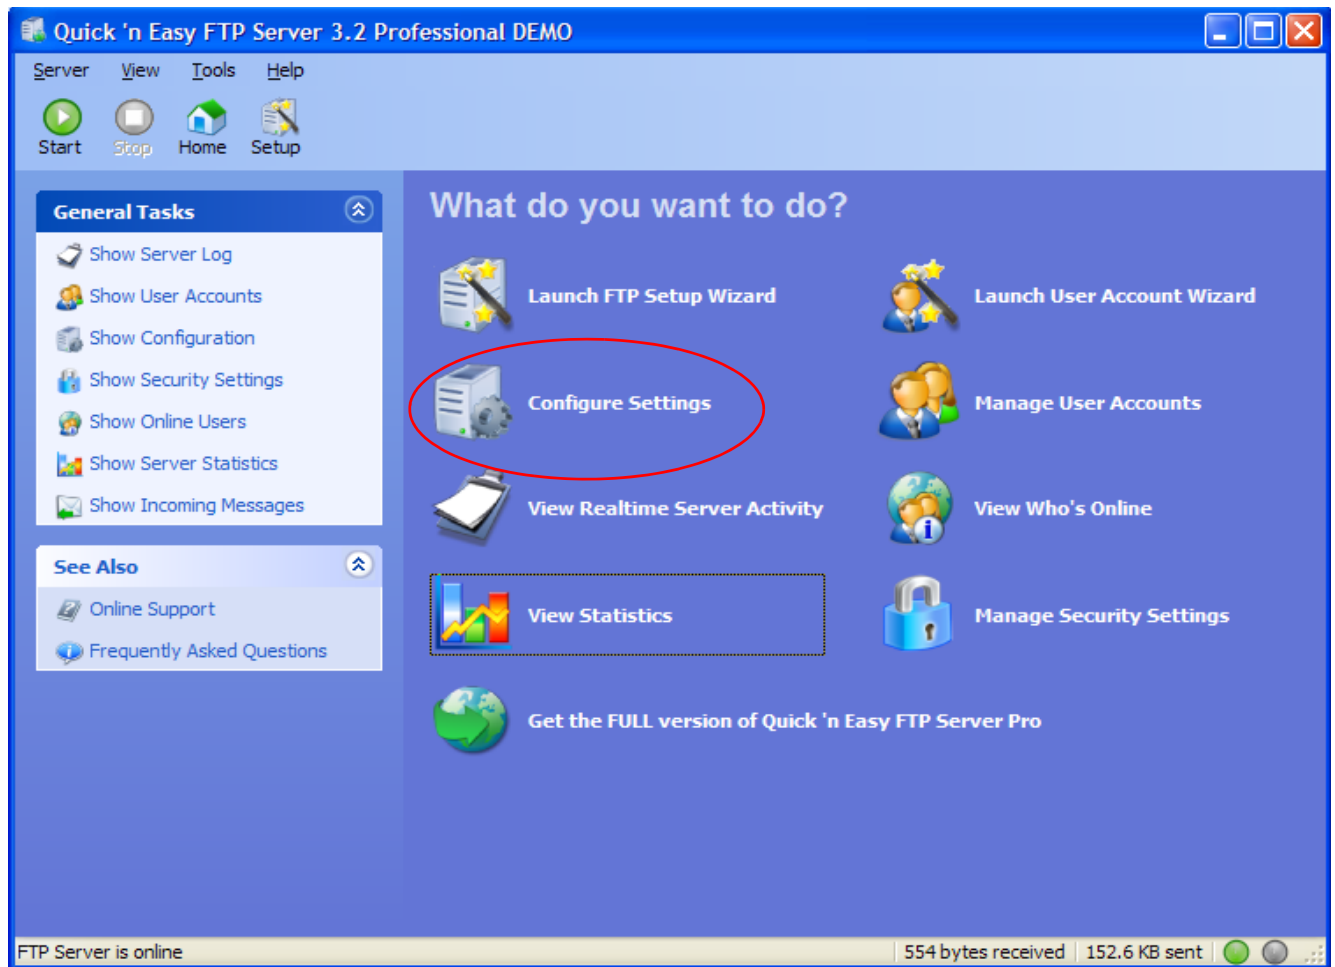 Quick 'n Easy FTP Server 3.2 Professional DEMO
Server View Tools Help
Start Stop Home Setup
General Tasks
Show Server Log
Show User Accounts
Show Configuration
Show Security Settings
Show Online Users
Show Server Statistics
Show Incoming Messages
See Also
Online Support
Frequently Asked Questions
What do you want to do?
Launch FTP Setup Wizard
Launch User Account Wizard
Configure Settings
Manage User Accounts
View Realtime Server Activity
View Who's Online
View Statistics
Manage Security Settings
Get the FULL version of Quick 'n Easy FTP Server Pro
FTP Server is online
554 bytes received
152.6 KB sent